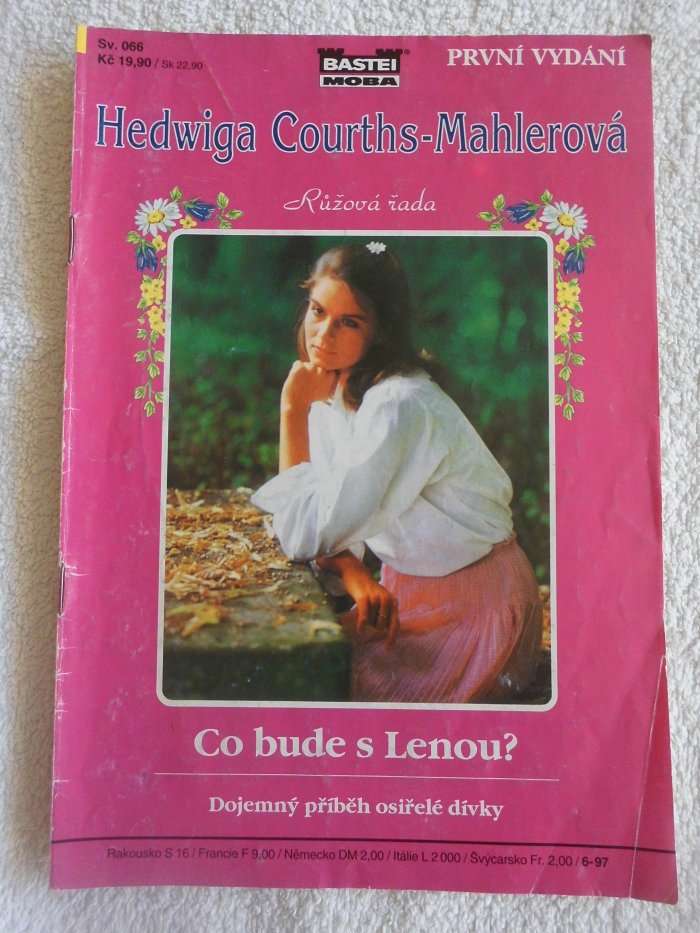 Sv. 066
Kč 19,90 / Sk 22,90
BASTEI
MOBA
PRVNÍ VYDÁNÍ
Hedwiga Courths-Mahlerová
Růžová řada
Co bude s Lenou?
Dojemný příběh osiřelé dívky
Rakousko S 16 / Francie F 9,00 / Německo DM 2,00 / Itálie L 2 000 / Švýcarsko Fr. 2,00 / 6-97